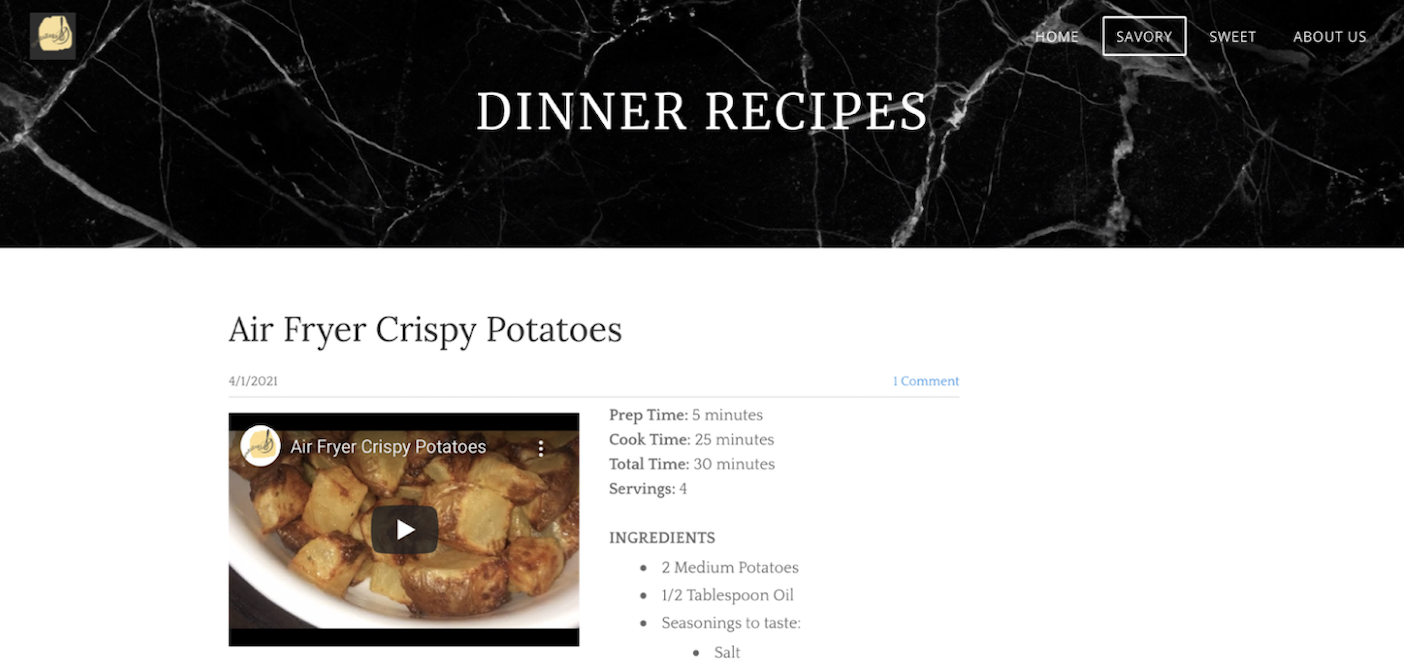 HOME SAVORY SWEET ABOUT US
DINNER RECIPES
Air Fryer Crispy Potatoes
4/1/2021 1 Comment
Air Fryer Crispy Potatoes
Prep Time: 5 minutes
Cook Time: 25 minutes
Total Time: 30 minutes
Servings: 4
INGREDIENTS
2 Medium Potatoes
1/2 Tablespoon Oil
Seasonings to taste:
Salt